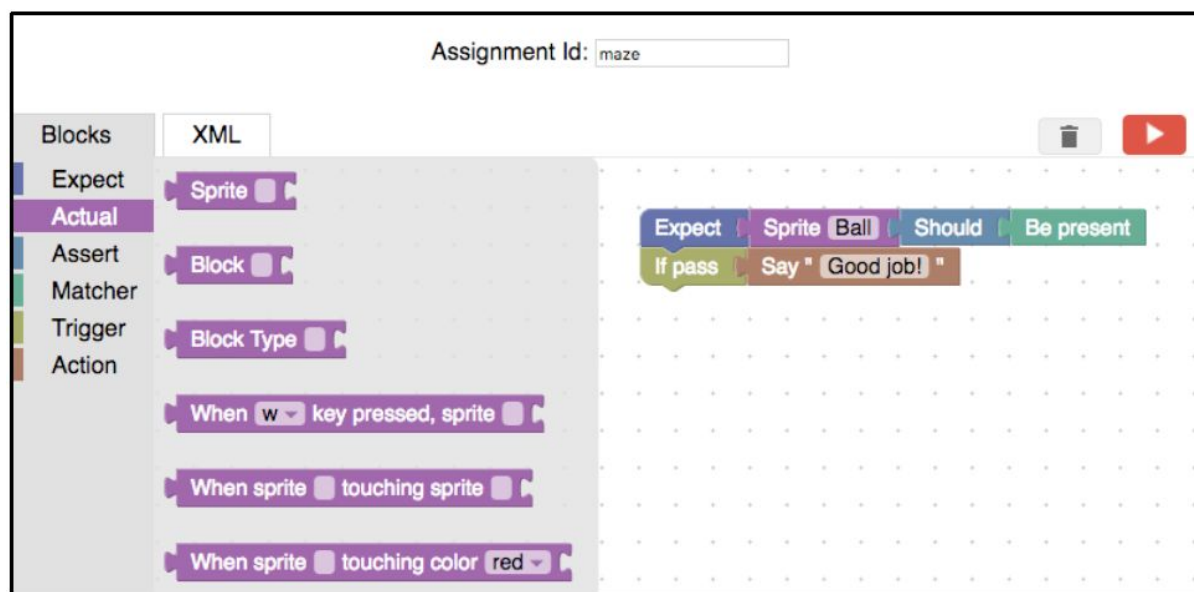 Assignment Id: maze
Blocks XML
Expect
Actual
Assert
Matcher
Trigger
Action
Sprite
Block
Block Type
When w key pressed, sprite
When sprite touching sprite
When sprite touching color red
Expect Sprite Ball Should Be present
If pass Say " Good job! "